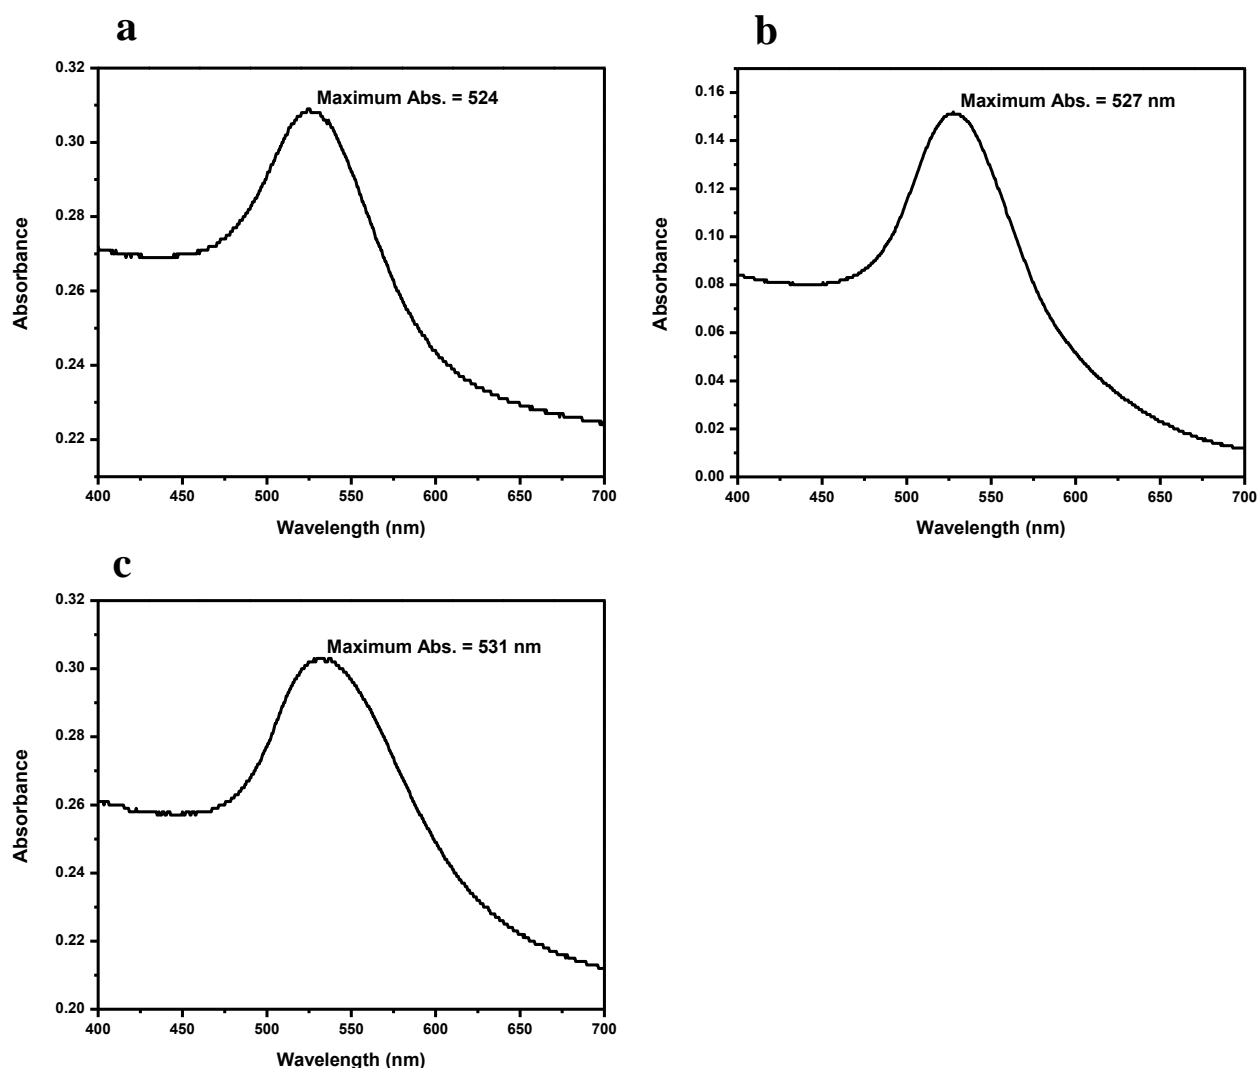 a
0.32
0.30
0.28
0.26
0.24
0.22
Absorbance
Maximum Abs. = 524
400 450 500 550 600 650 700
Wavelength (nm)
b
0.16
0.14
0.12
0.10
0.08
0.06
0.04
0.02
0.00
Absorbance
Maximum Abs. = 527 nm
400 450 500 550 600 650 700
Wavelength (nm)
c
0.32
0.30
0.28
0.26
0.24
0.22
0.20
Absorbance
Maximum Abs. = 531 nm
400 450 500 550 600 650 700
Wavelength (nm)